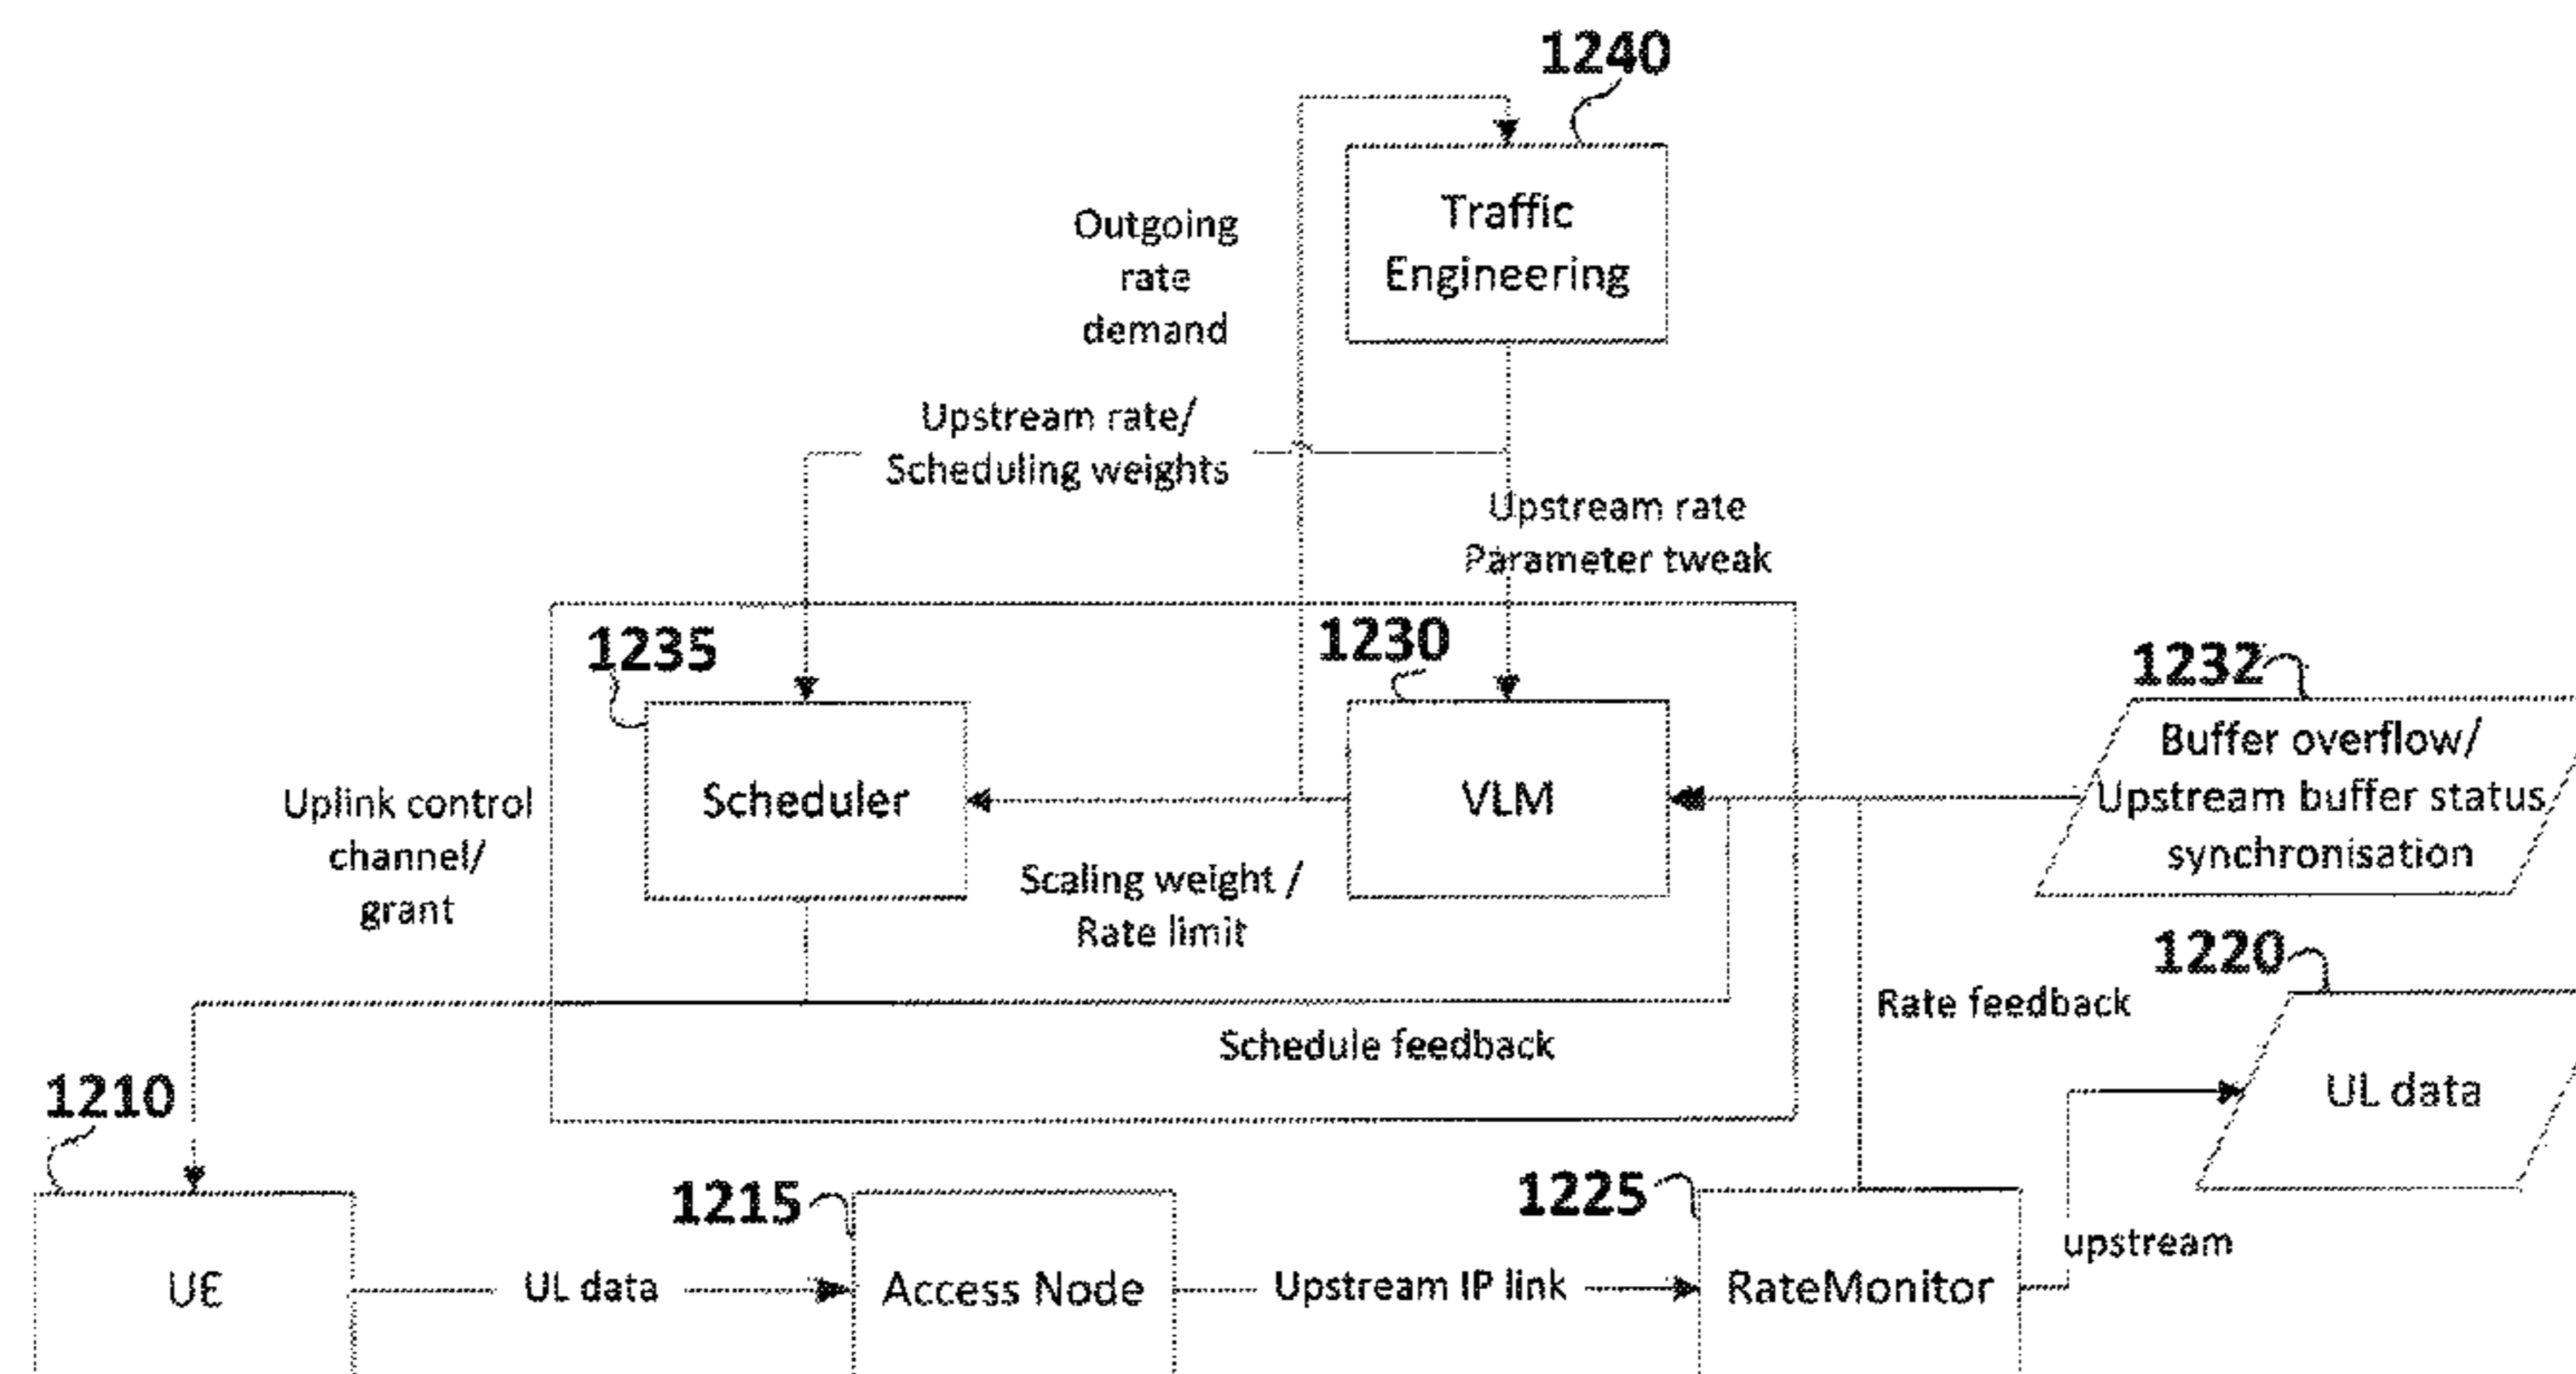 1240
Traffic
Engineering
Outgoing
rate
demand
Upstream rate/
Scheduling weights
Upstream rate
Parameter tweak
1235
1230
1232
Scheduler
VLM
Buffer overflow/
Upstream buffer status
synchronisation
Uplink control
channel/
grant
Scaling weight /
Rate limit
1220
Rate feedback
Schedule feedback
UL data
1210
1215
1225
UE
UL data
Access Node
Upstream IP link
RateMonitor
upstream